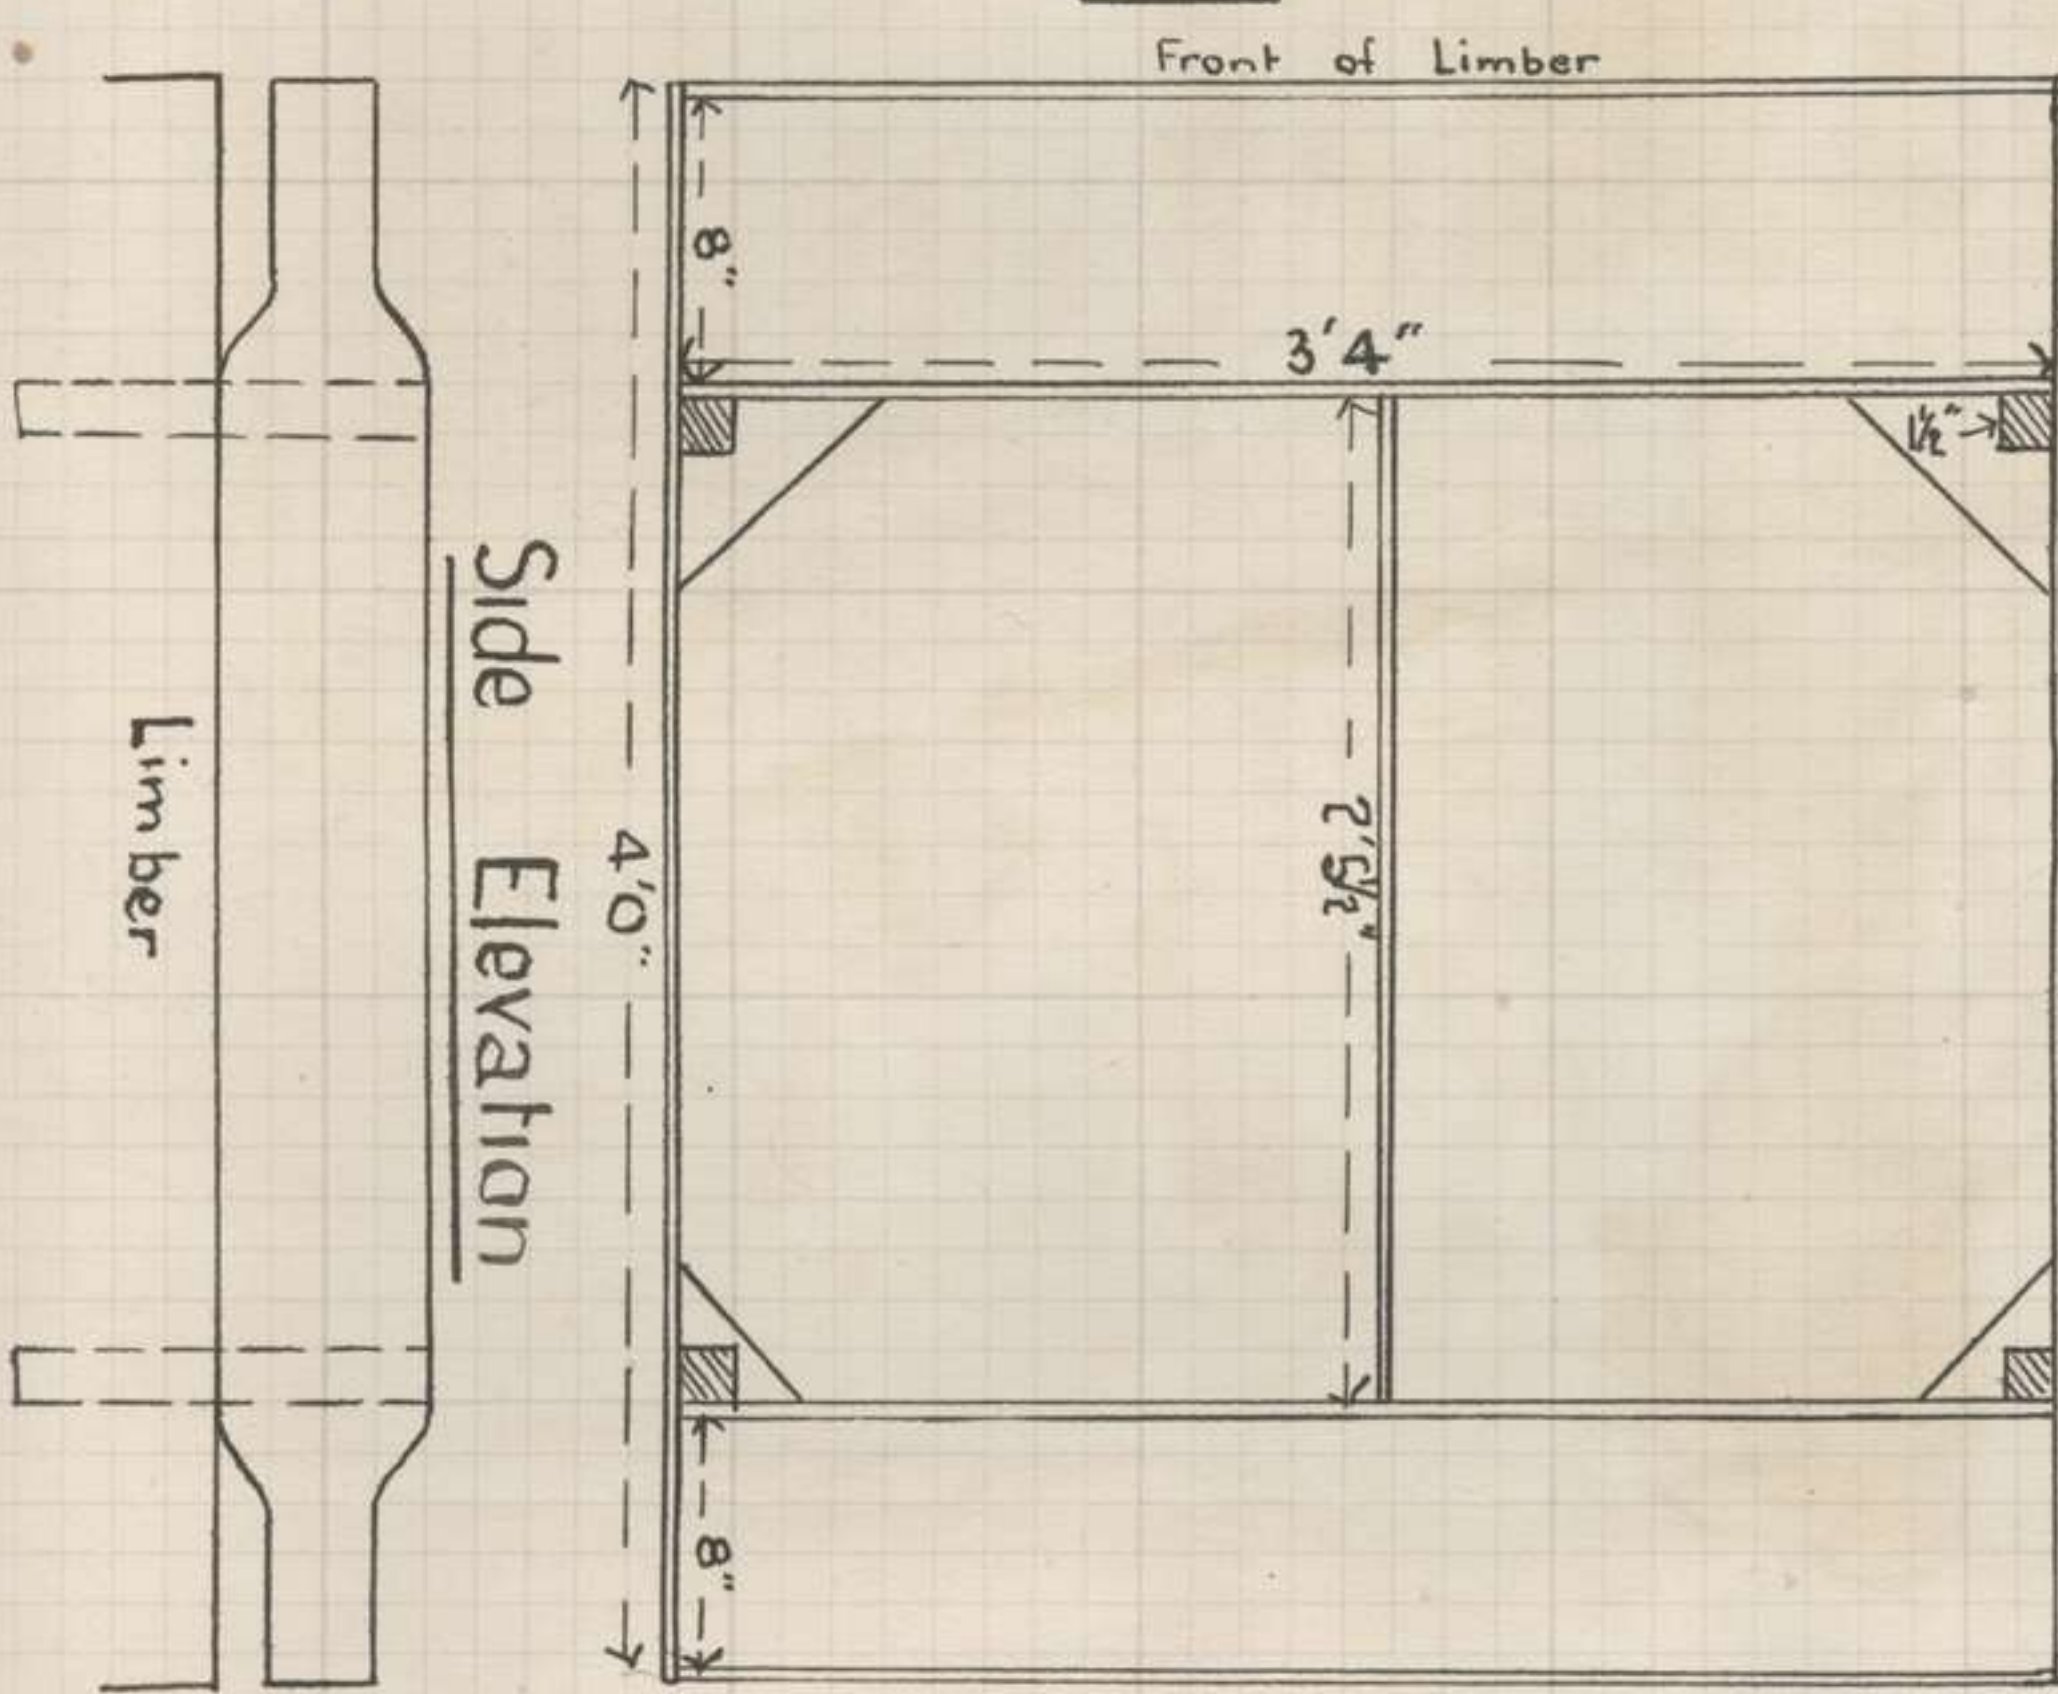 Front of Limber
8"
3'4"
1½"
2'5½"
4'0"
8"
Side Elevation
Limber